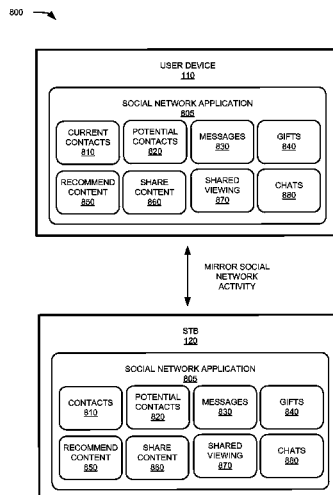 800
USER DEVICE
110
SOCIAL NETWORK APPLICATION
805
CURRENT
CONTACTS
810
POTENTIAL
CONTACTS
820
MESSAGES
830
GIFTS
840
RECOMMEND
CONTENT
850
SHARE
CONTENT
860
SHARED
VIEWING
870
CHATS
880
MIRROR SOCIAL
NETWORK
ACTIVITY
STB
120
SOCIAL NETWORK APPLICATION
805
CONTACTS
810
POTENTIAL
CONTACTS
820
MESSAGES
830
GIFTS
840
RECOMMEND
CONTENT
850
SHARE
CONTENT
860
SHARED
VIEWING
870
CHATS
880